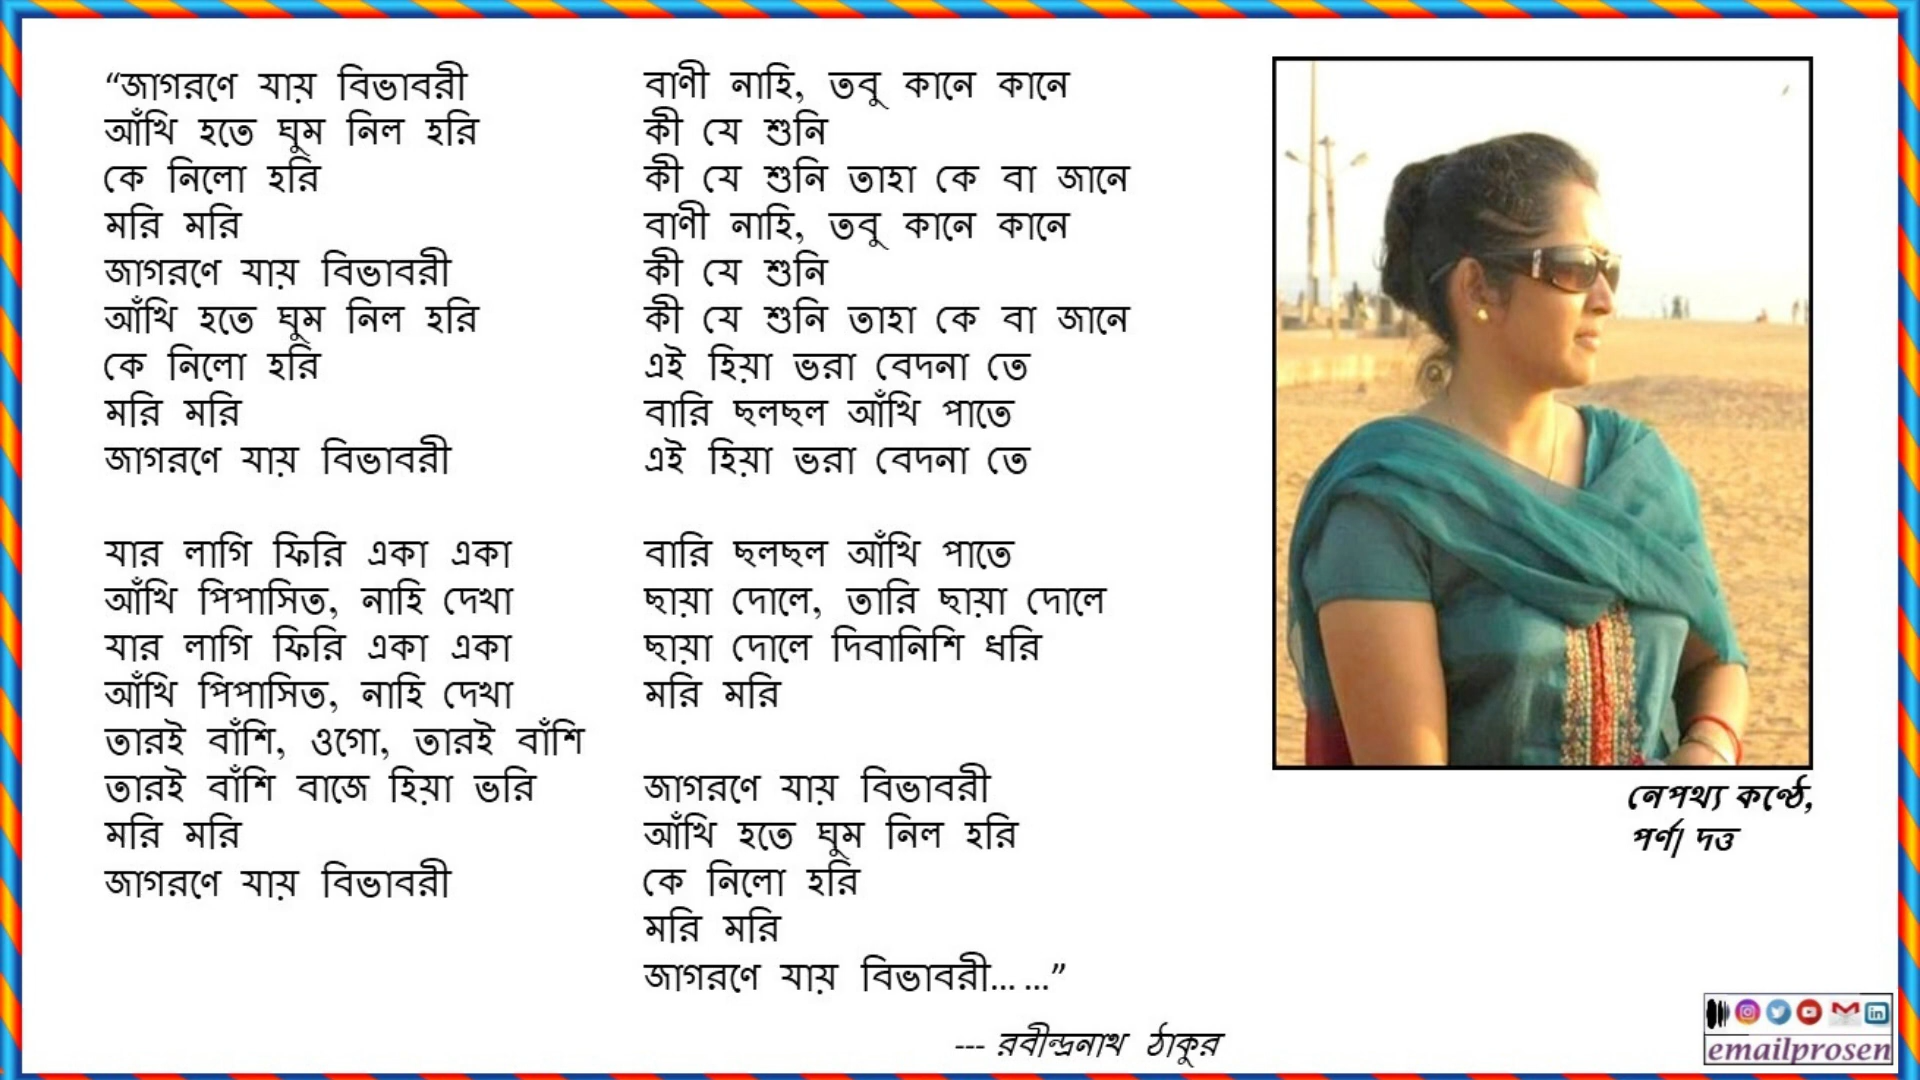 “জাগরণে যায় বিভাবরী
আঁখি হতে ঘুম নিল হরি
কে নিলো হরি
মরি মরি
জাগরণে যায় বিভাবরী
আঁখি হতে ঘুম নিল হরি
কে নিলো হরি
মরি মরি
জাগরণে যায় বিভাবরী
যার লাগি ফিরি একা একা
আঁখি পিপাসিত, নাহি দেখা
যার লাগি ফিরি একা একা
আঁখি পিপাসিত, নাহি দেখা
তারই বাঁশি, ওগো, তারই বাঁশি
তারই বাঁশি বাজে হিয়া ভরি
মরি মরি
জাগরণে যায় বিভাবরী
বাণী নাহি, তবু কানে কানে
কী যে শুনি
কী যে শুনি তাহা কে বা জানে
বাণী নাহি, তবু কানে কানে
কী যে শুনি
কী যে শুনি তাহা কে বা জানে
এই হিয়া ভরা বেদনা তে
বারি ছলছল আঁখি পাতে
এই হিয়া ভরা বেদনা তে
বারি ছলছল আঁখি পাতে
ছায়া দোলে, তারি ছায়া দোলে
ছায়া দোলে দিবানিশি ধরি
মরি মরি
জাগরণে যায় বিভাবরী
আঁখি হতে ঘুম নিল হরি
কে নিলো হরি
মরি মরি
জাগরণে যায় বিভাবরী... ...”
--- রবীন্দ্রনাথ ঠাকুর
নেপথ্য কণ্ঠে,
পর্ণা দত্ত
emailprosen